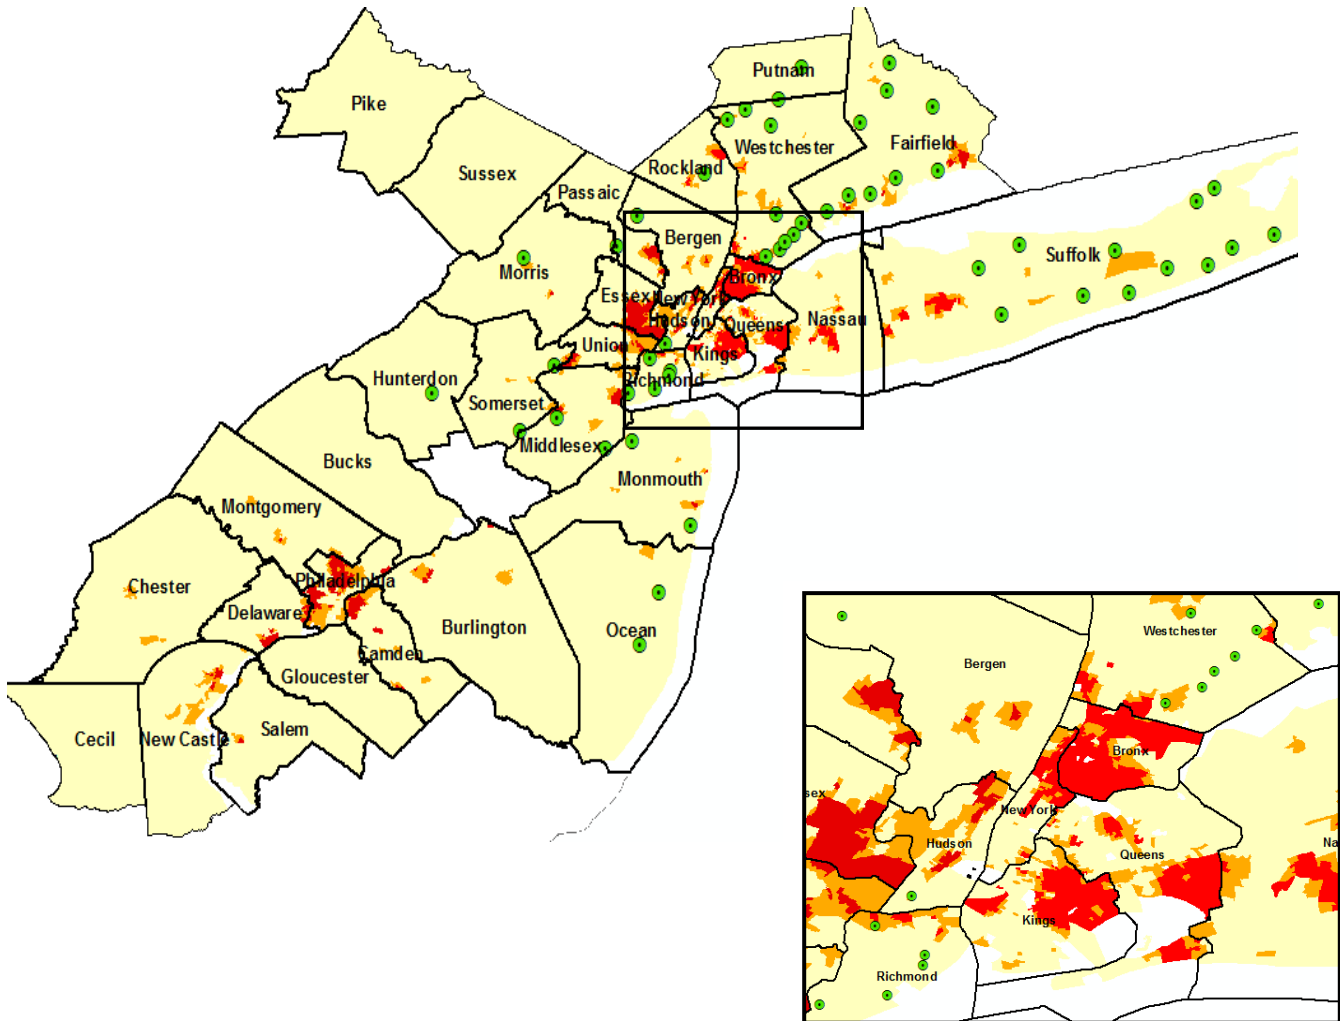 Putnam
Pike
Fairfield
Westchester
Rockland
Sussex
Passaic
Bergen
Suffolk
Morris
Bronx
Essex
New York
Hudson
Nassau
Queens
Union
Kings
Hunterdon
Richmond
Somerset
Middlesex
Bucks
Monmouth
Montgomery
Philadelphia
Chester
Delaware
Burlington
Ocean
Camden
Gloucester
Salem
Cecil
New Castle
Westchester
Bergen
Bronx
sex
New York
Hudson
Queens
Na
Kings
Richmond